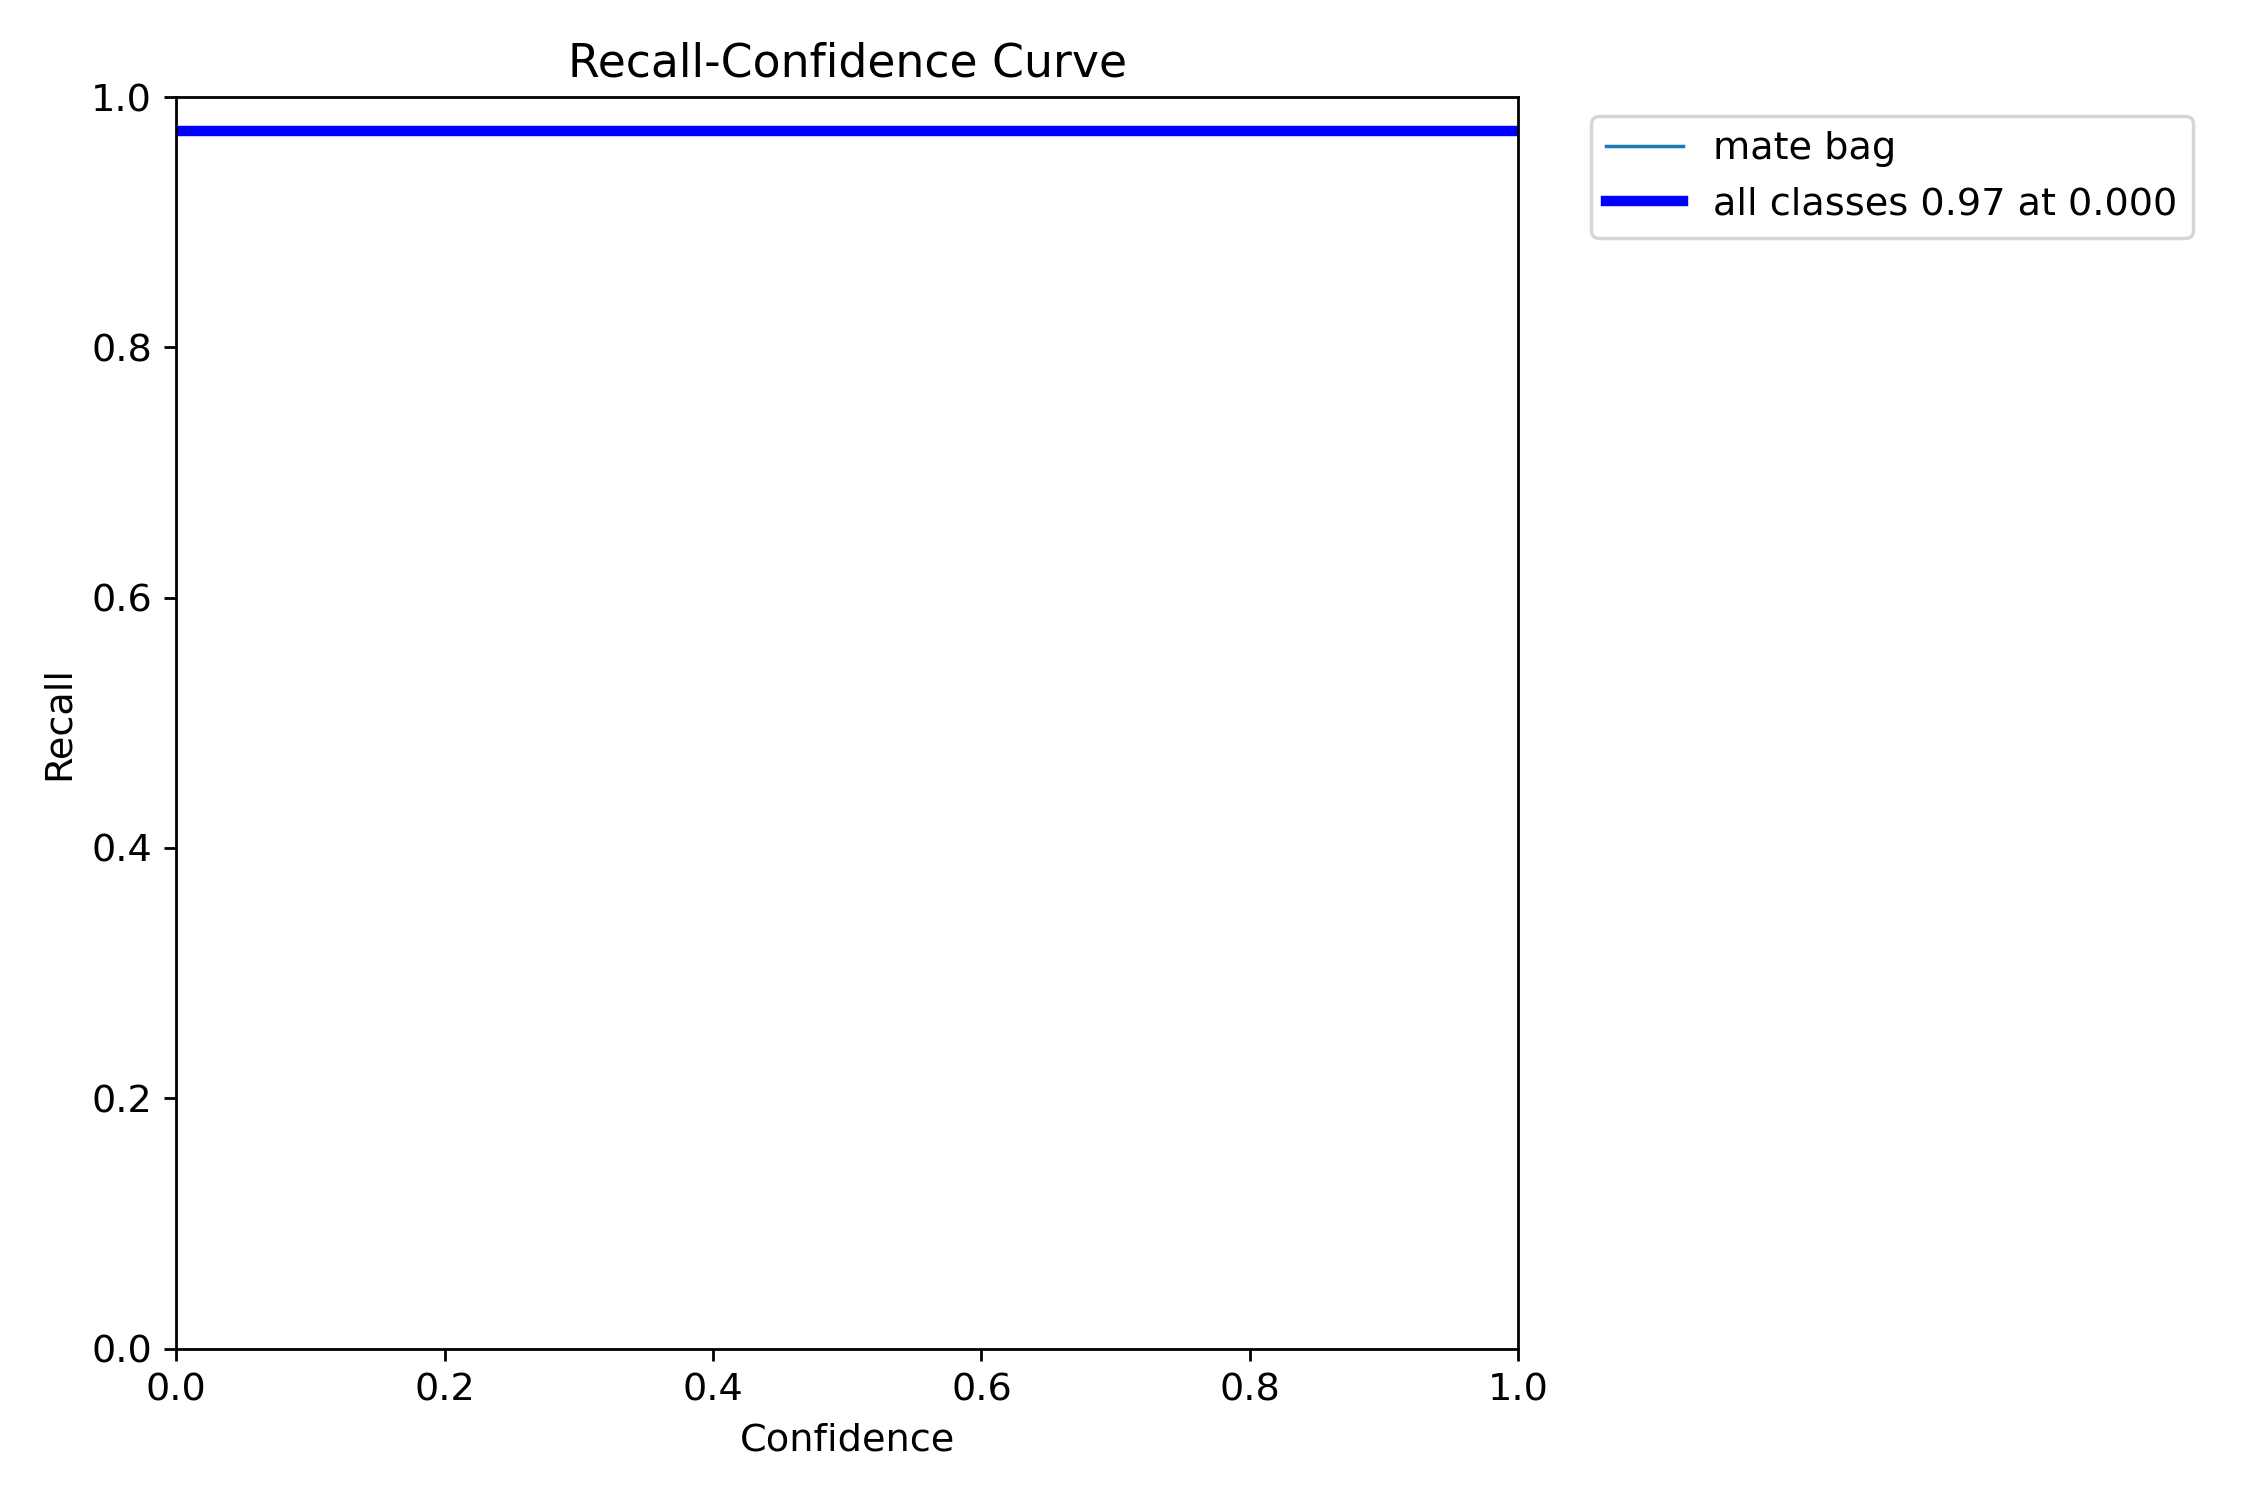 Recall-Confidence Curve
1.0
0.8
0.6
0.4
0.2
0.0
Recall
0.0 0.2 0.4 0.6 0.8 1.0
Confidence
mate bag
all classes 0.97 at 0.000